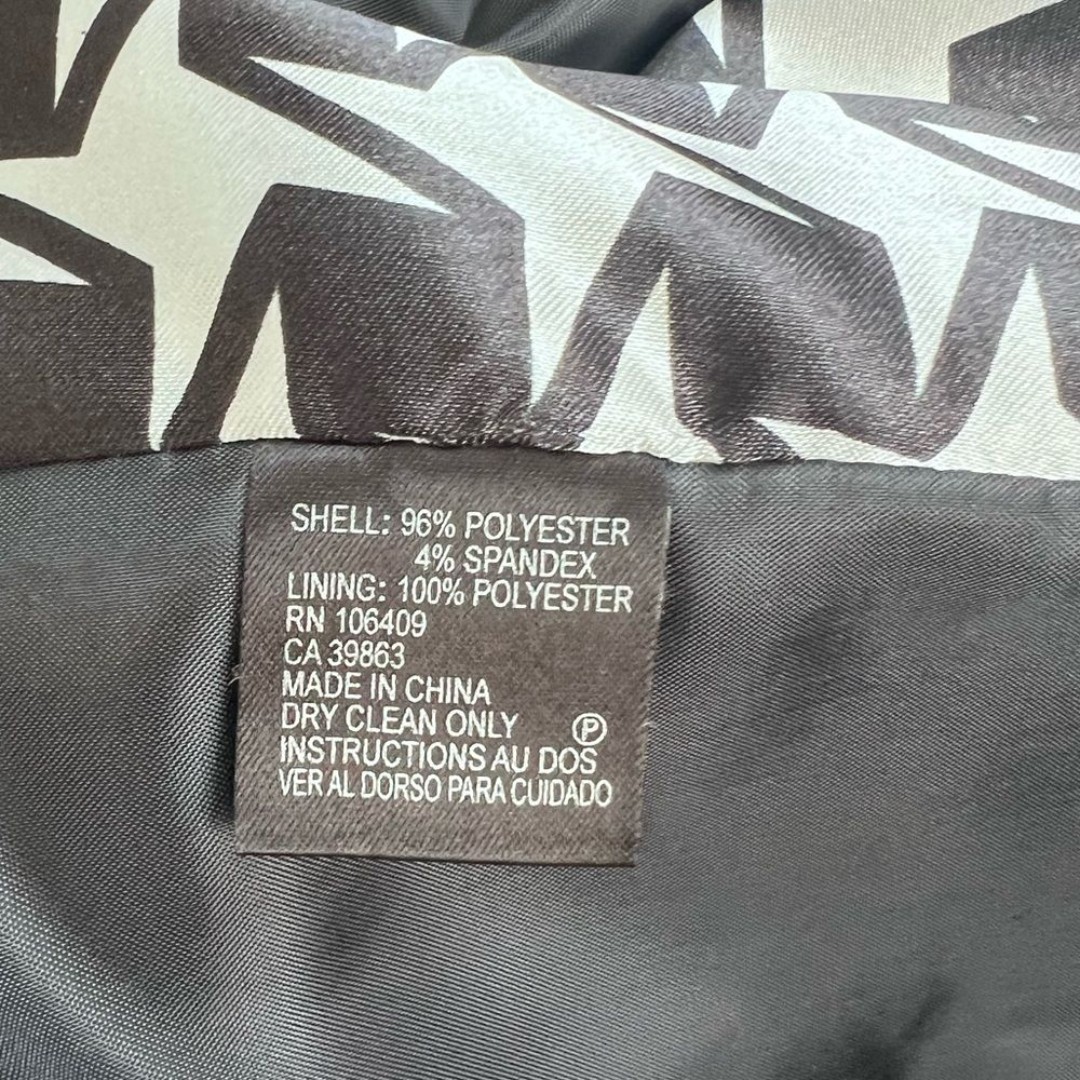 SHELL: 96% POLYESTER
4% SPANDEX
LINING: 100% POLYESTER
RN 106409
CA 39863
MADE IN CHINA
DRY CLEAN ONLY Ⓟ
INSTRUCTIONS AU DOS
VER AL DORSO PARA CUIDADO